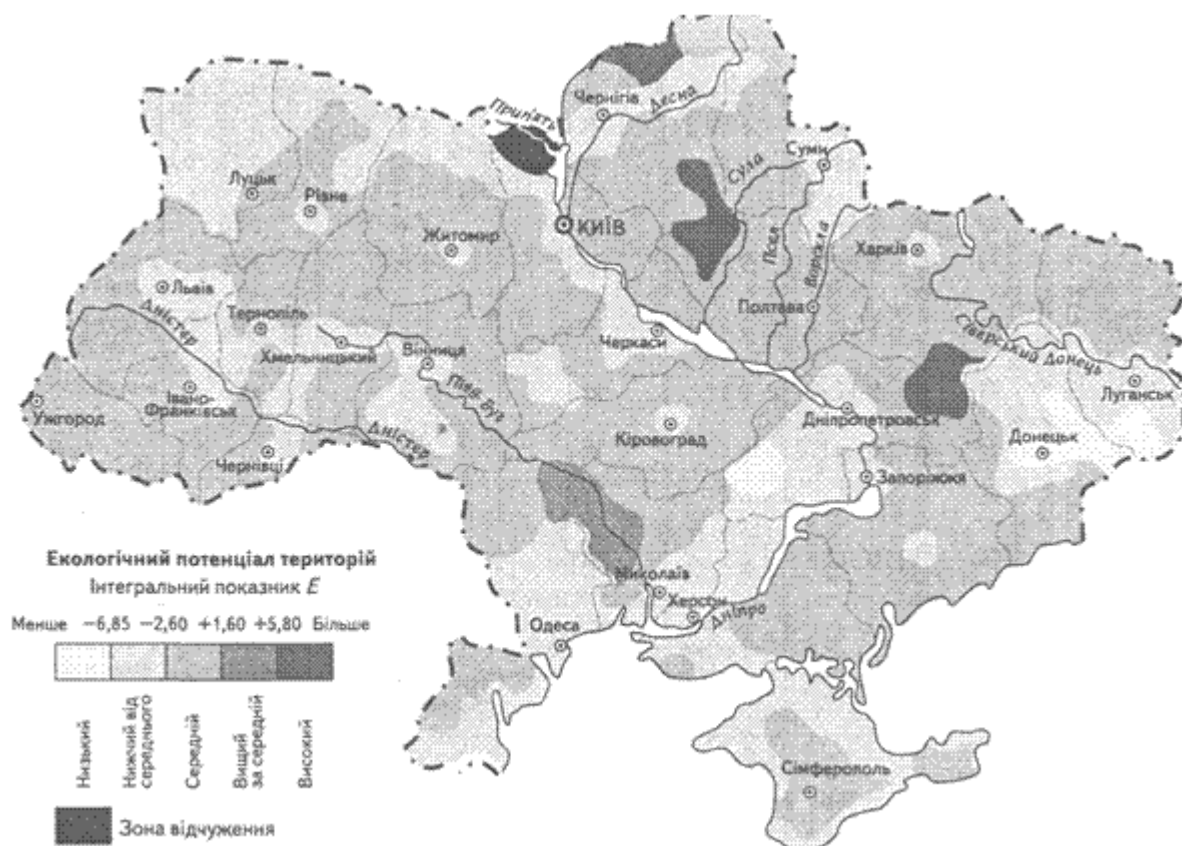 Чернігів
Десна
Прип'ять
Суми
Сула
Луцьк
Рівне
КИЇВ
Псел
Ворскла
Житомир
Харків
Львів
Полтава
Дністер
Тернопіль
Черкаси
Сіверський Донець
Хмельницький
Вінниця
Луганськ
Івано-
Франківськ
Півд. Буг
Ужгород
Дніпропетровськ
Кіровоград
Дністер
Донецьк
Чернівці
Запоріжжя
Екологічний потенціал територій
Інтегральний показник E
Менше −6,85 −2,60 +1,60 +5,80 Більше
Низький
Нижчий від
середнього
Середній
Вищий
за середній
Високий
Зона відчуження
Миколаїв
Херсон
Дніпро
Одеса
Сімферополь